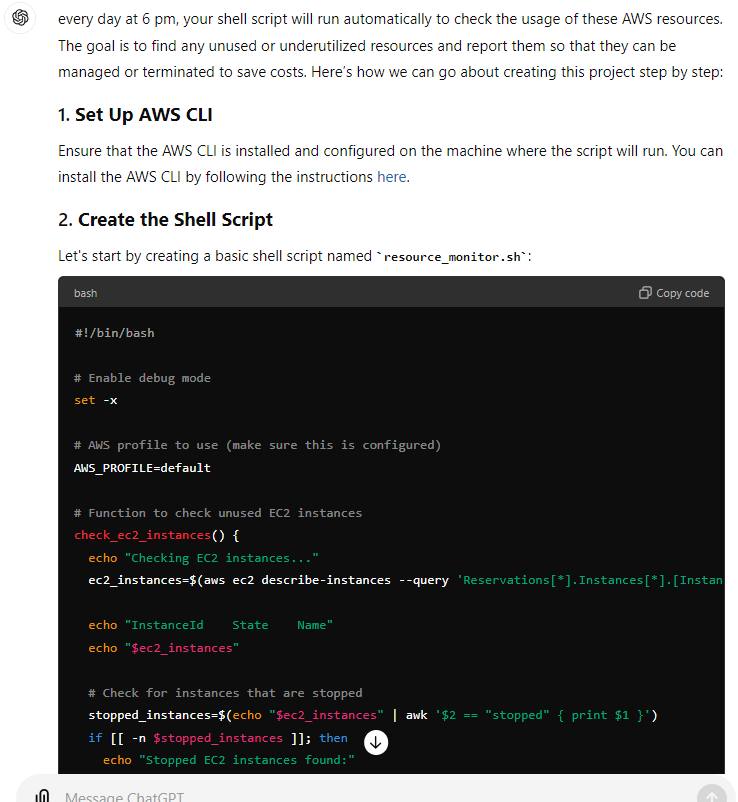 every day at 6 pm, your shell script will run automatically to check the usage of these AWS resources.
The goal is to find any unused or underutilized resources and report them so that they can be
managed or terminated to save costs. Here's how we can go about creating this project step by step:
1. Set Up AWS CLI
Ensure that the AWS CLI is installed and configured on the machine where the script will run. You can
install the AWS CLI by following the instructions here.
2. Create the Shell Script
Let's start by creating a basic shell script named `resource_monitor.sh`:
bash Copy code
#!/bin/bash
# Enable debug mode
set -x
# AWS profile to use (make sure this is configured)
AWS_PROFILE=default
# Function to check unused EC2 instances
check_ec2_instances() {
echo "Checking EC2 instances..."
ec2_instances=$(aws ec2 describe-instances --query 'Reservations[*].Instances[*].[Instan
echo "InstanceId    State    Name"
echo "$ec2_instances"
# Check for instances that are stopped
stopped_instances=$(echo "$ec2_instances" | awk '$2 == "stopped" { print $1 }')
if [[ -n $stopped_instances ]]; then
echo "Stopped EC2 instances found:"
Message ChatGPT